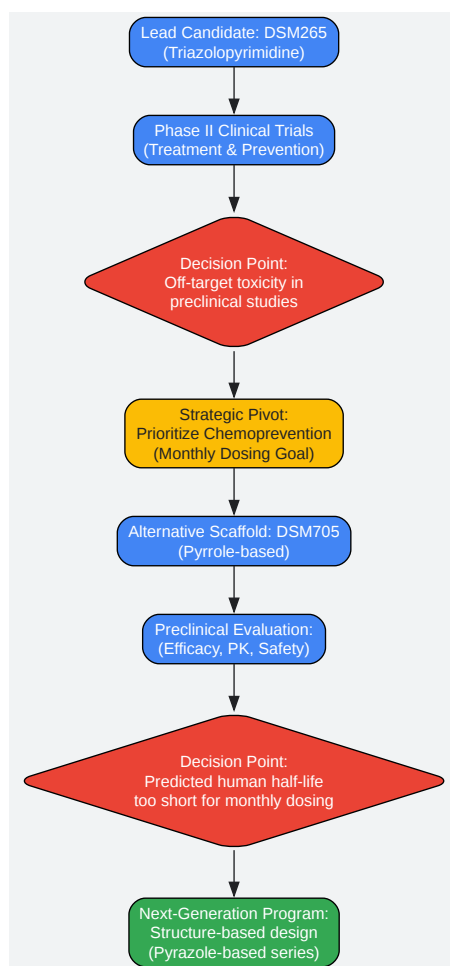 Lead Candidate: DSM265
(Triazolopyrimidine)
Phase II Clinical Trials
(Treatment & Prevention)
Decision Point:
Off-target toxicity in
preclinical studies
Strategic Pivot:
Prioritize Chemoprevention
(Monthly Dosing Goal)
Alternative Scaffold: DSM705
(Pyrrole-based)
Preclinical Evaluation:
(Efficacy, PK, Safety)
Decision Point:
Predicted human half-life
too short for monthly dosing
Next-Generation Program:
Structure-based design
(Pyrazole-based series)